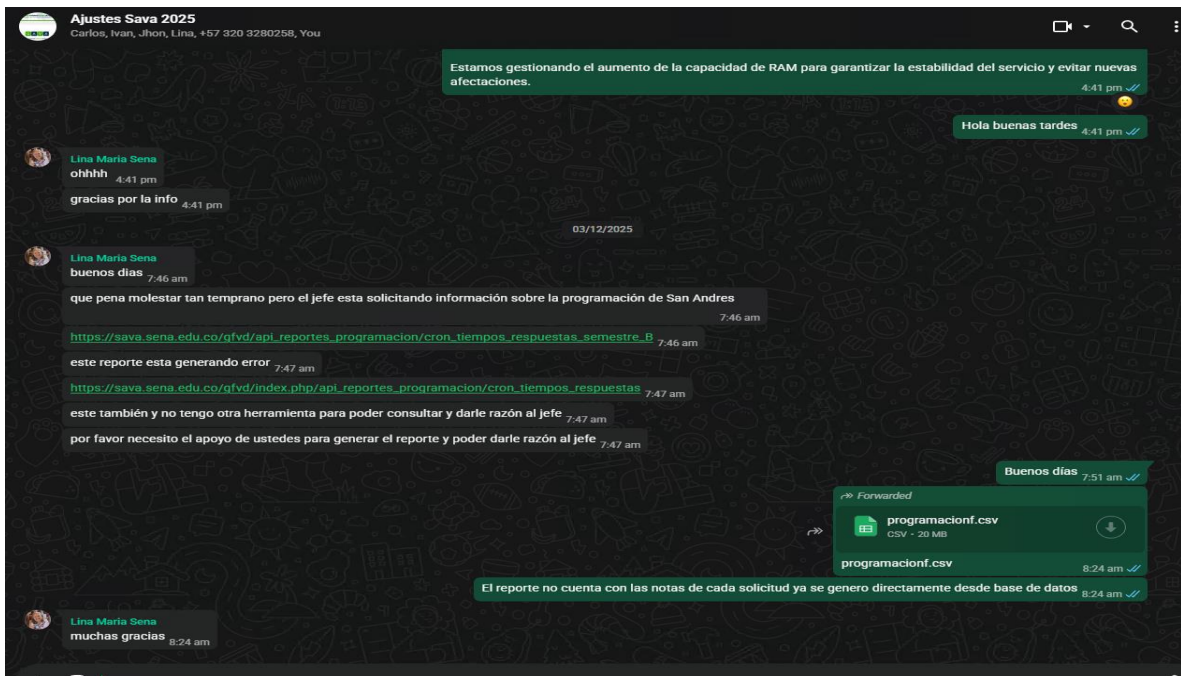 Ajustes Sava 2025
Carlos, Ivan, Jhon, Lina, +57 320 3280258, You
Estamos gestionando el aumento de la capacidad de RAM para garantizar la estabilidad del servicio y evitar nuevas
afectaciones.
4:41 pm
Hola buenas tardes 4:41 pm
Lina Maria Sena
ohhhh 4:41 pm
gracias por la info 4:41 pm
03/12/2025
Lina Maria Sena
buenos dias 7:46 am
que pena molestar tan temprano pero el jefe esta solicitando información sobre la programación de San Andres
7:46 am
https://sava.sena.edu.co/gfvd/api_reportes_programacion/cron_tiempos_respuestas_semestre_B 7:46 am
este reporte esta generando error 7:47 am
https://sava.sena.edu.co/gfvd/index.php/api_reportes_programacion/cron_tiempos_respuestas 7:47 am
este también y no tengo otra herramienta para poder consultar y darle razón al jefe 7:47 am
por favor necesito el apoyo de ustedes para generar el reporte y poder darle razón al jefe 7:47 am
Buenos días 7:51 am
Forwarded
programacionf.csv
CSV • 20 MB
programacionf.csv
8:24 am
El reporte no cuenta con las notas de cada solicitud ya se genero directamente desde base de datos 8:24 am
Lina Maria Sena
muchas gracias 8:24 am